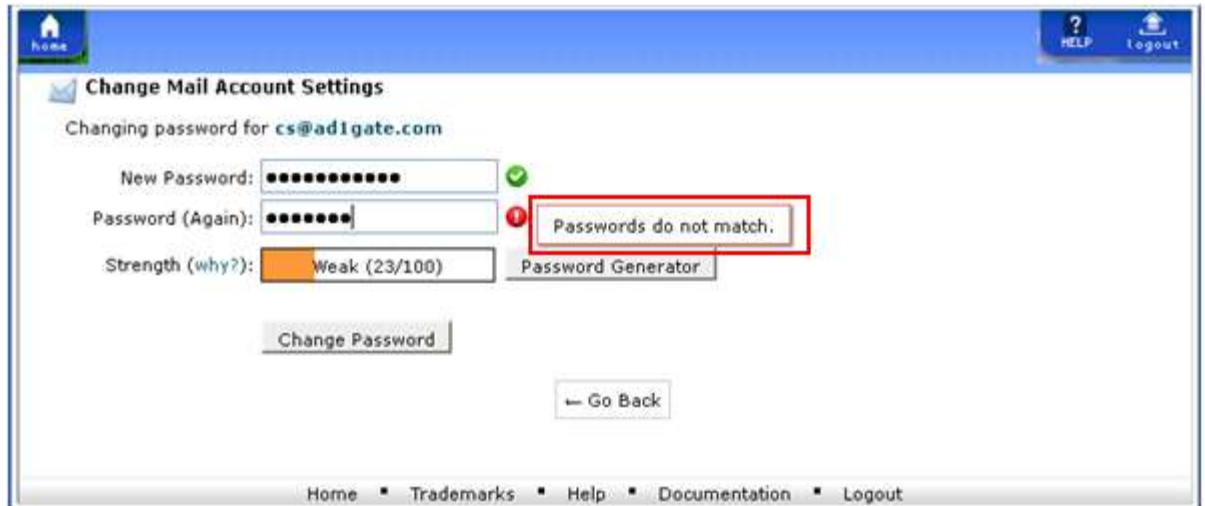 home
? HELP
logout
Change Mail Account Settings
Changing password for cs@ad1gate.com
New Password: ●●●●●●●●●●●
Password (Again): ●●●●●●●
Passwords do not match.
Strength (why?): Weak (23/100) Password Generator
Change Password
← Go Back
Home ▪ Trademarks ▪ Help ▪ Documentation ▪ Logout